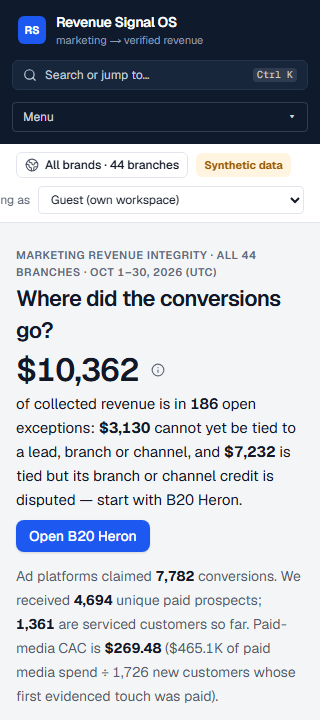 RS Revenue Signal OS
marketing → verified revenue
Search or jump to... Ctrl K
Menu
All brands · 44 branches Synthetic data
ng as Guest (own workspace)
MARKETING REVENUE INTEGRITY · ALL 44
BRANCHES · OCT 1–30, 2026 (UTC)
Where did the conversions
go?
$10,362
of collected revenue is in 186 open
exceptions: $3,130 cannot yet be tied to
a lead, branch or channel, and $7,232 is
tied but its branch or channel credit is
disputed — start with B20 Heron.
Open B20 Heron
Ad platforms claimed 7,782 conversions. We
received 4,694 unique paid prospects;
1,361 are serviced customers so far. Paid-
media CAC is $269.48 ($465.1K of paid
media spend ÷ 1,726 new customers whose
first evidenced touch was paid).